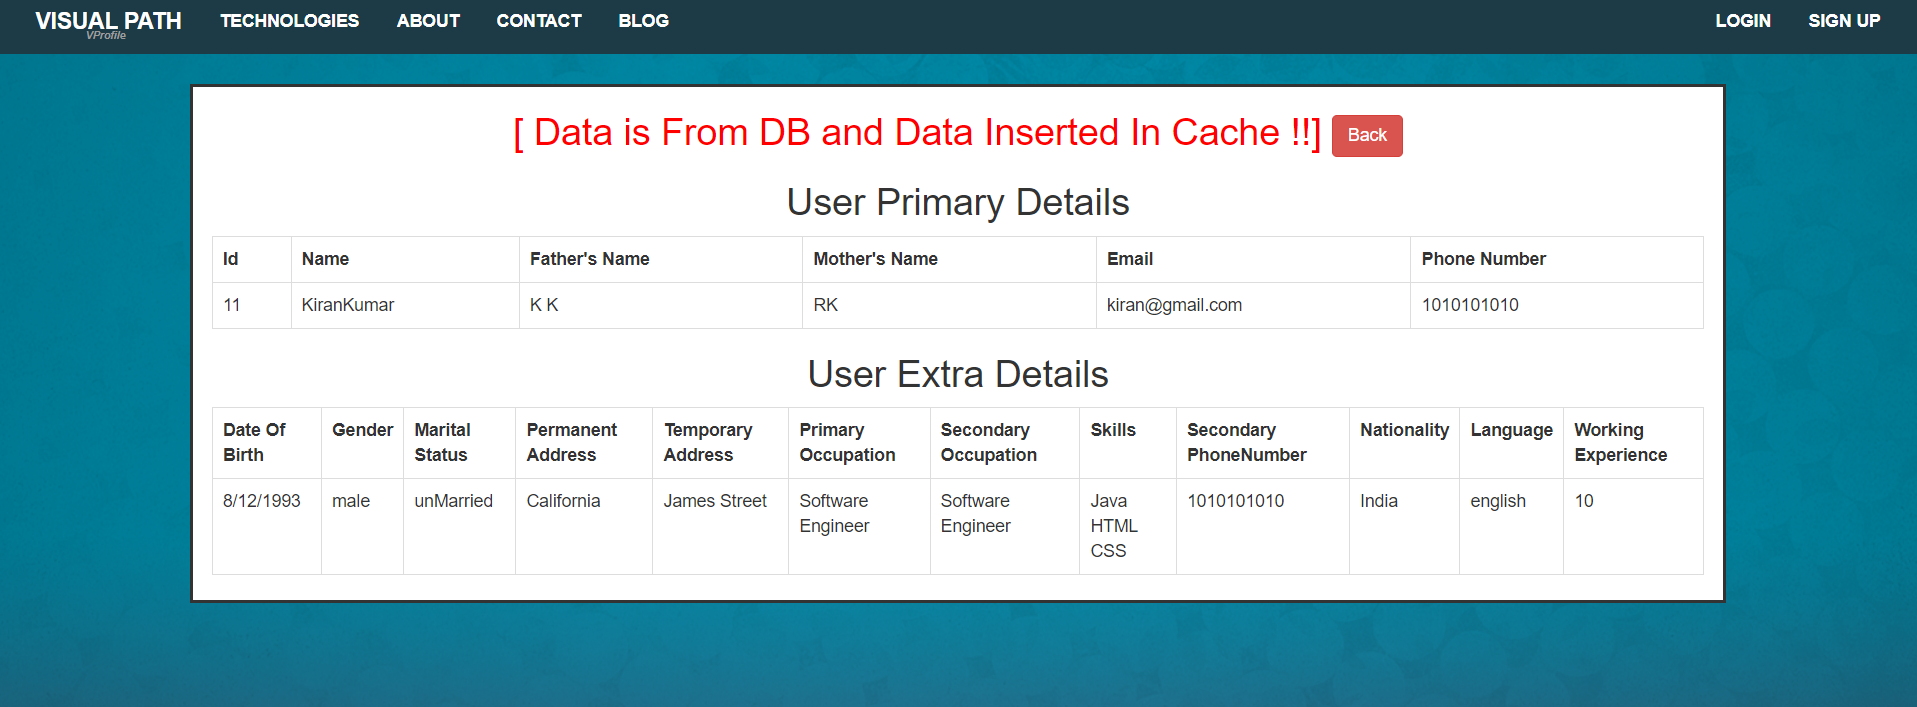 VISUAL PATH TECHNOLOGIES ABOUT CONTACT BLOG LOGIN SIGN UP
VProfile
[ Data is From DB and Data Inserted In Cache !!] Back
User Primary Details
Id Name Father's Name Mother's Name Email Phone Number
11 KiranKumar K K RK kiran@gmail.com 1010101010
User Extra Details
Date Of Gender Marital Permanent Temporary Primary Secondary Skills Secondary Nationality Language Working
Birth Status Address Address Occupation Occupation PhoneNumber Experience
8/12/1993 male unMarried California James Street Software Software Java 1010101010 India english 10
Engineer Engineer HTML
CSS